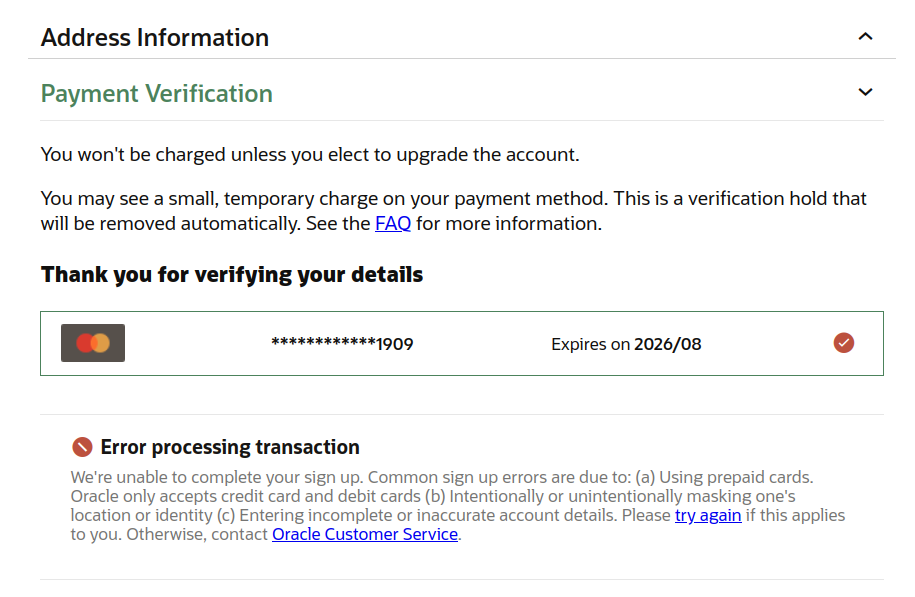 Address Information
Payment Verification
You won't be charged unless you elect to upgrade the account.
You may see a small, temporary charge on your payment method. This is a verification hold that
will be removed automatically. See the FAQ for more information.
Thank you for verifying your details
************1909 Expires on 2026/08
Error processing transaction
We're unable to complete your sign up. Common sign up errors are due to: (a) Using prepaid cards.
Oracle only accepts credit card and debit cards (b) Intentionally or unintentionally masking one's
location or identity (c) Entering incomplete or inaccurate account details. Please try again if this applies
to you. Otherwise, contact Oracle Customer Service.